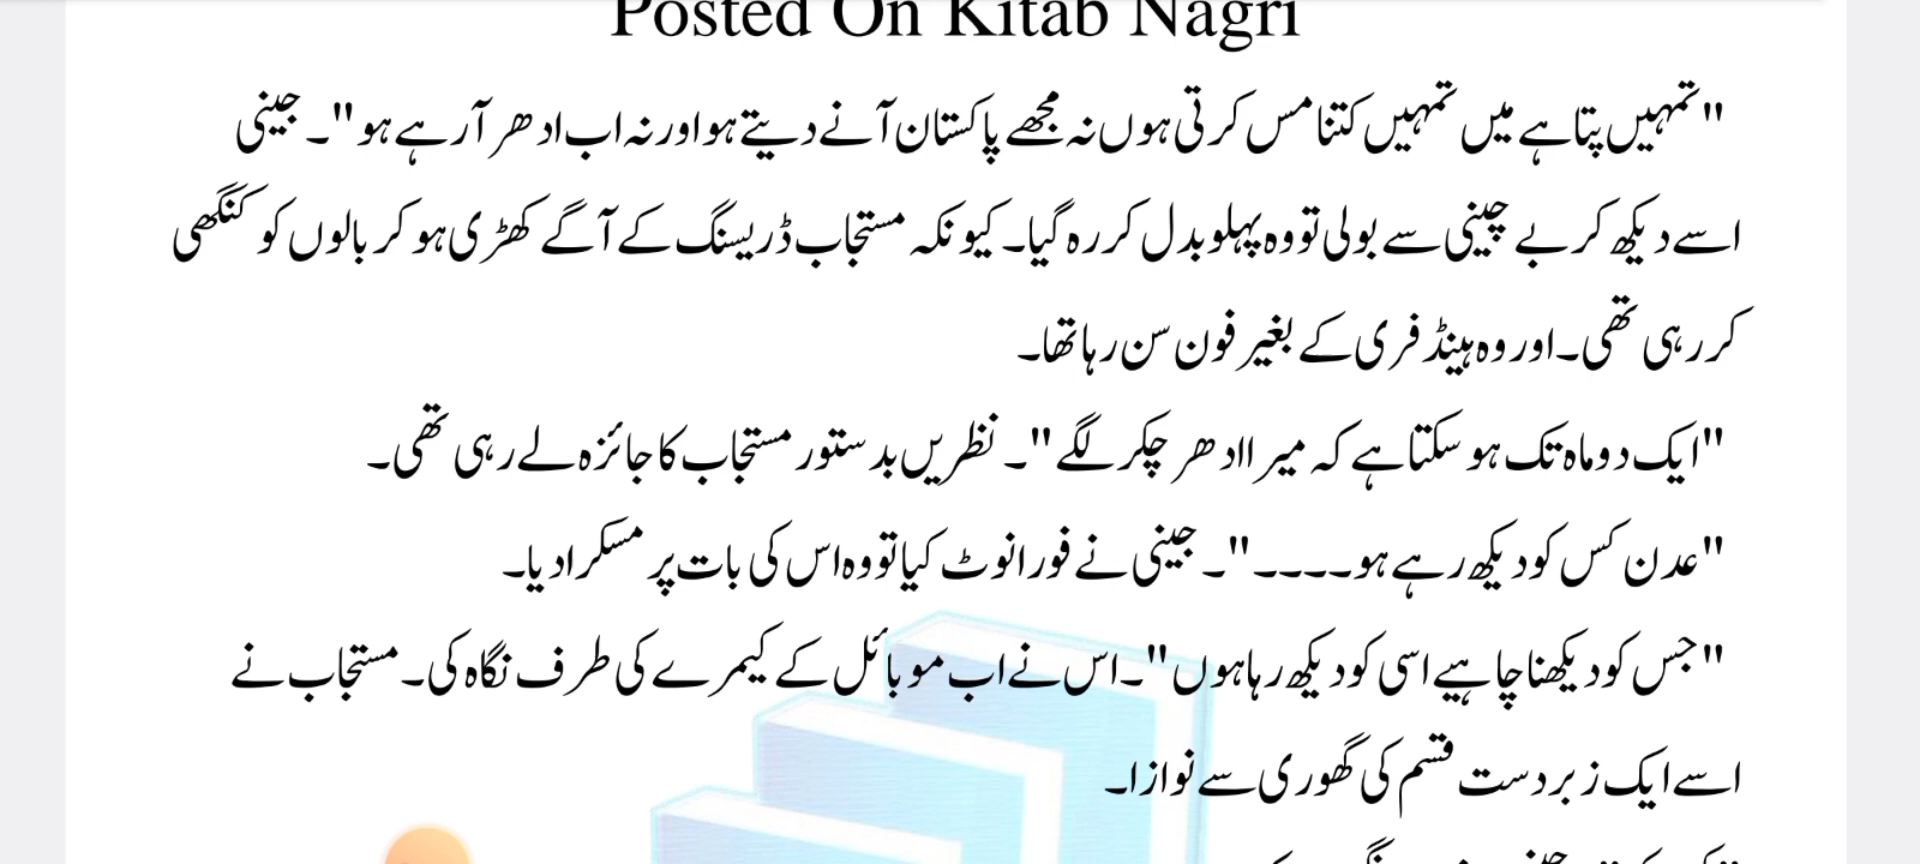 Posted On Kitab Nagri
"تمہیں پتا ہے میں تمہیں کتنا مس کرتی ہوں نہ مجھے پاکستان آنے دیتے ہو اور نہ اب ادھر آرہے ہو"۔ جینی
اسے دیکھ کر بے چینی سے بولی تو وہ پہلو بدل کر رہ گیا۔ کیونکہ مستجاب ڈریسنگ کے آگے کھڑی ہو کر بالوں کو کنگھی
کر رہی تھی۔ اور وہ ہینڈ فری کے بغیر فون سن رہا تھا۔
"ایک دو ماہ تک ہو سکتا ہے کہ میرا ادھر چکر لگے"۔ نظریں بدستور مستجاب کا جائزہ لے رہی تھی۔
"عدن کس کو دیکھ رہے ہو۔۔۔۔"۔ جینی نے فورا نوٹ کیا تو وہ اس کی بات پر مسکرا دیا۔
"جس کو دیکھنا چاہیے اسی کو دیکھ رہا ہوں"۔ اس نے اب موبائل کے کیمرے کی طرف نگاہ کی۔ مستجاب نے
اسے ایک زبردست قسم کی گھوری سے نوازا۔